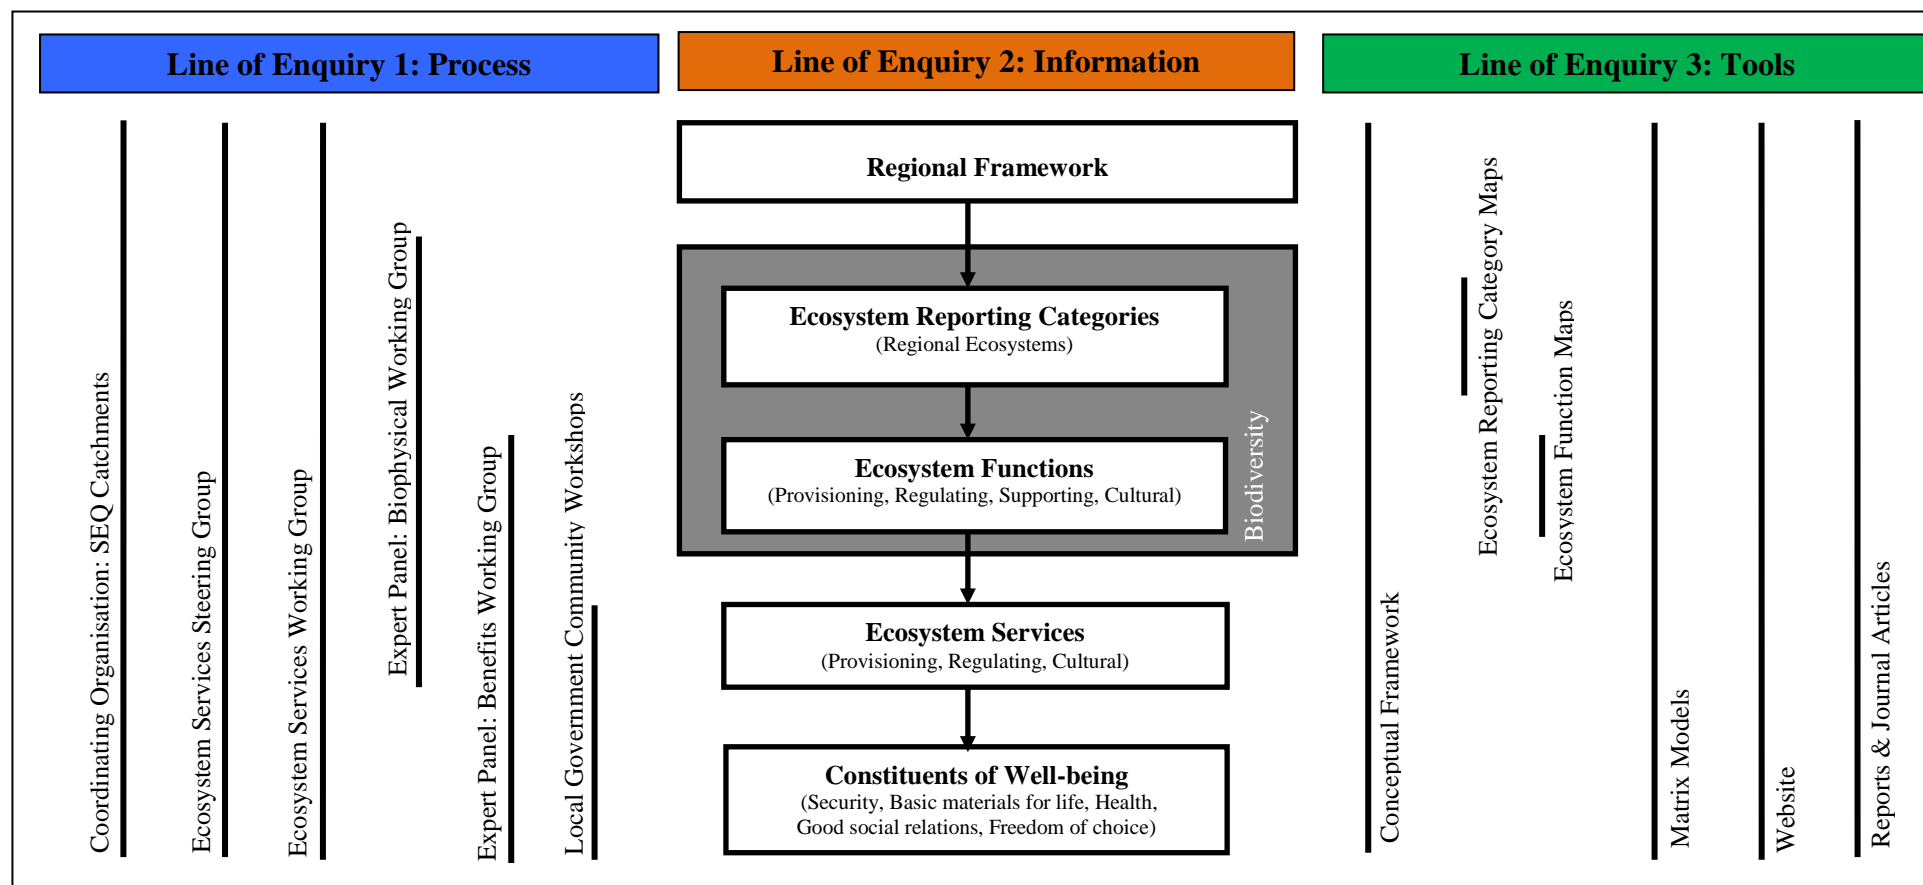 Line of Enquiry 1: Process
Line of Enquiry 2: Information
Line of Enquiry 3: Tools
Coordinating Organisation: SEQ Catchments
Ecosystem Services Steering Group
Ecosystem Services Working Group
Expert Panel: Biophysical Working Group
Expert Panel: Benefits Working Group
Local Government Community Workshops
Regional Framework
Ecosystem Reporting Categories
(Regional Ecosystems)
Ecosystem Functions
(Provisioning, Regulating, Supporting, Cultural)
Biodiversity
Ecosystem Services
(Provisioning, Regulating, Cultural)
Constituents of Well-being
(Security, Basic materials for life, Health,
Good social relations, Freedom of choice)
Conceptual Framework
Ecosystem Reporting Category Maps
Ecosystem Function Maps
Matrix Models
Website
Reports & Journal Articles